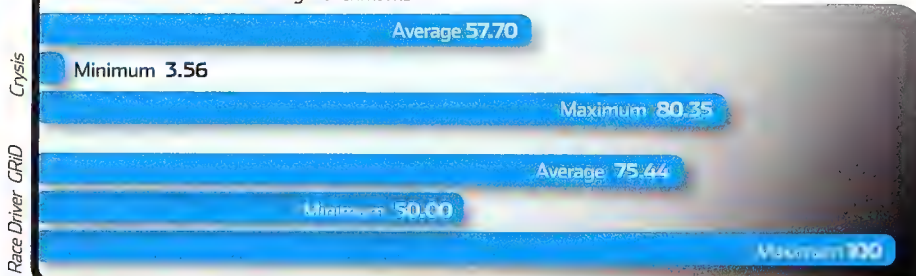 Average 57.70
Crysis
Minimum 3.56
Maximum 80.35
Race Driver GRiD
Average 75.44
Minimum 50.00
Maximum 100